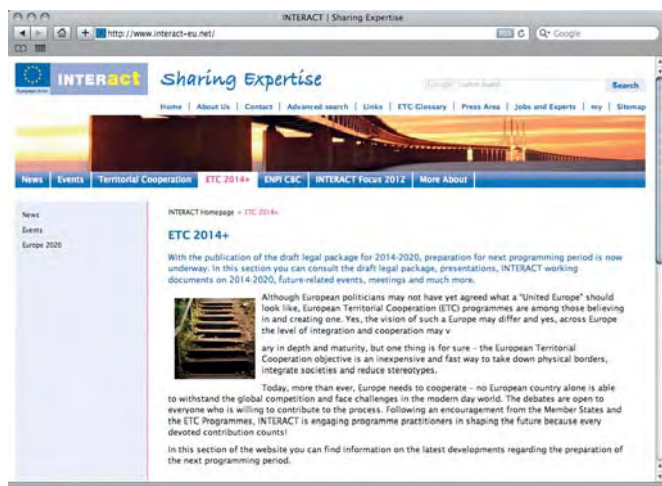 INTERACT | Sharing Expertise
http://www.interact-eu.net/
RSS
Google
European Union
INTERact
Sharing Expertise
Search
Home | About Us | Contact | Advanced search | Links | ETC Glossary | Press Area | Jobs and Experts | my | Sitemap
News Events Territorial Cooperation ETC 2014+ ENPI CBC INTERACT Focus 2012 More About
News
Events
Europe 2020
INTERACT Homepage » ETC 2014+
ETC 2014+
With the publication of the draft legal package for 2014-2020, preparation for next programming period is now
underway. In this section you can consult the draft legal package, presentations, INTERACT working
documents on 2014-2020, future-related events, meetings and much more.
Although European politicians may not have yet agreed what a "United Europe" should
look like, European Territorial Cooperation (ETC) programmes are among those believing
in and creating one. Yes, the vision of such a Europe may differ and yes, across Europe
the level of integration and cooperation may v
ary in depth and maturity, but one thing is for sure – the European Territorial
Cooperation objective is an inexpensive and fast way to take down physical borders,
integrate societies and reduce stereotypes.
Today, more than ever, Europe needs to cooperate – no European country alone is able
to withstand the global competition and face challenges in the modern day world. The debates are open to
everyone who is willing to contribute to the process. Following an encouragement from the Member States and
the ETC Programmes, INTERACT is engaging programme practitioners in shaping the future because every
devoted contribution counts!
In this section of the website you can find information on the latest developments regarding the preparation of
the next programming period.